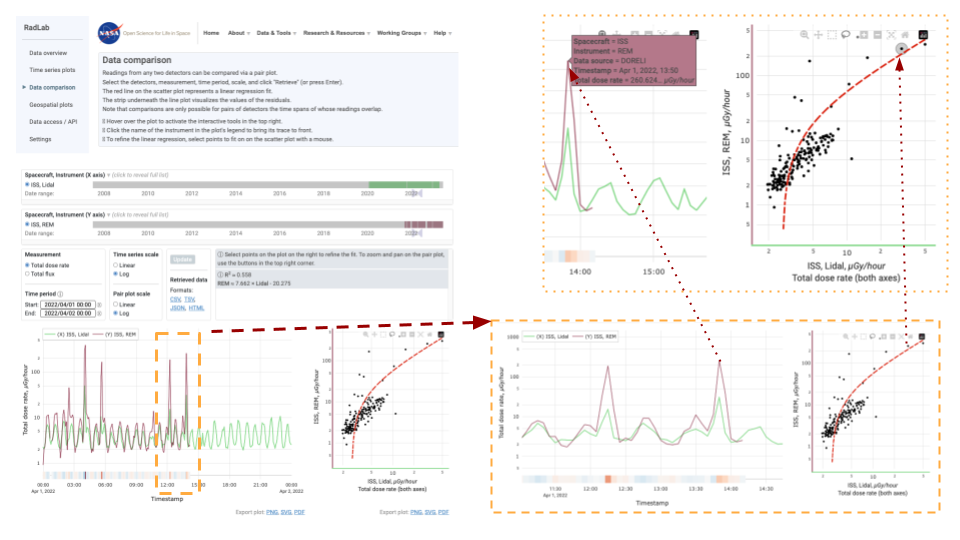 RadLab
Data overview
Time series plots
Data comparison
Geospatial plots
Data access / API
Settings
NASA
Open Science for Life in Space
Home About Data & Tools Research & Resources Working Groups Help
Data comparison
Readings from any two detectors can be compared via a pair plot.
Select the detectors, measurement, time period, scale, and click "Retrieve" (or press Enter).
The red line on the scatter plot represents a linear regression fit.
The strip underneath the line plot visualizes the values of the residuals.
Note that comparisons are only possible for pairs of detectors the time spans of whose readings overlap.
Hover over the plot to activate the interactive tools in the top right.
Click the name of the instrument in the plot's legend to bring its trace to front.
To refine the linear regression, select points to fit on on the scatter plot with a mouse.
Spacecraft, Instrument (X axis) (click to reveal full list)
ISS, Lidal
Date range:
2008 2010 2012 2014 2016 2018 2020
Spacecraft, Instrument (Y axis) (click to reveal full list)
ISS, REM
Date range:
2008 2010 2012 2014 2016 2018 2020
Measurement
Total dose rate
Total flux
Time period
Start: 2022/04/01 00:00
End: 2022/04/02 00:00
Time series scale
Linear
Log
Pair plot scale
Linear
Log
Update
Retrieved data
Formats:
CSV, TSV,
JSON, HTML
Select points on the plot on the right to refine the fit. To zoom and pan on the pair plot,
use the buttons in the top right corner.
R² = 0.558
REM = 7.662 × Lidal - 20.275
(X) ISS, Lidal (Y) ISS, REM
Total dose rate, μGy/hour
100
10
1
00:00 03:00 06:00 09:00 12:00 15:00 18:00 21:00 00:00
Apr 1, 2022 Apr 2, 2022
Timestamp
Export plot: PNG, SVG, PDF
ISS, REM, μGy/hour
100
10
1
2 5 10 2 5
ISS, Lidal, μGy/hour
Total dose rate (both axes)
Export plot: PNG, SVG, PDF
Spacecraft = ISS
Instrument = REM
Data source = DORELI
Timestamp = Apr 1, 2022, 13:50
Total dose rate = 260.624... μGy/hour
14:00 15:00
ISS, REM, μGy/hour
5
2
100
5
2
10
5
2
1
5
2 5 10 2 5
ISS, Lidal, μGy/hour
Total dose rate (both axes)
(X) ISS, Lidal (Y) ISS, REM
Total dose rate, μGy/hour
1000
100
10
1
11:30 12:00 12:30 13:00 13:30 14:00 14:30
Apr 1, 2022
Timestamp
ISS, REM, μGy/hour
100
10
1
2 5 10 2 5
ISS, Lidal, μGy/hour
Total dose rate (both axes)